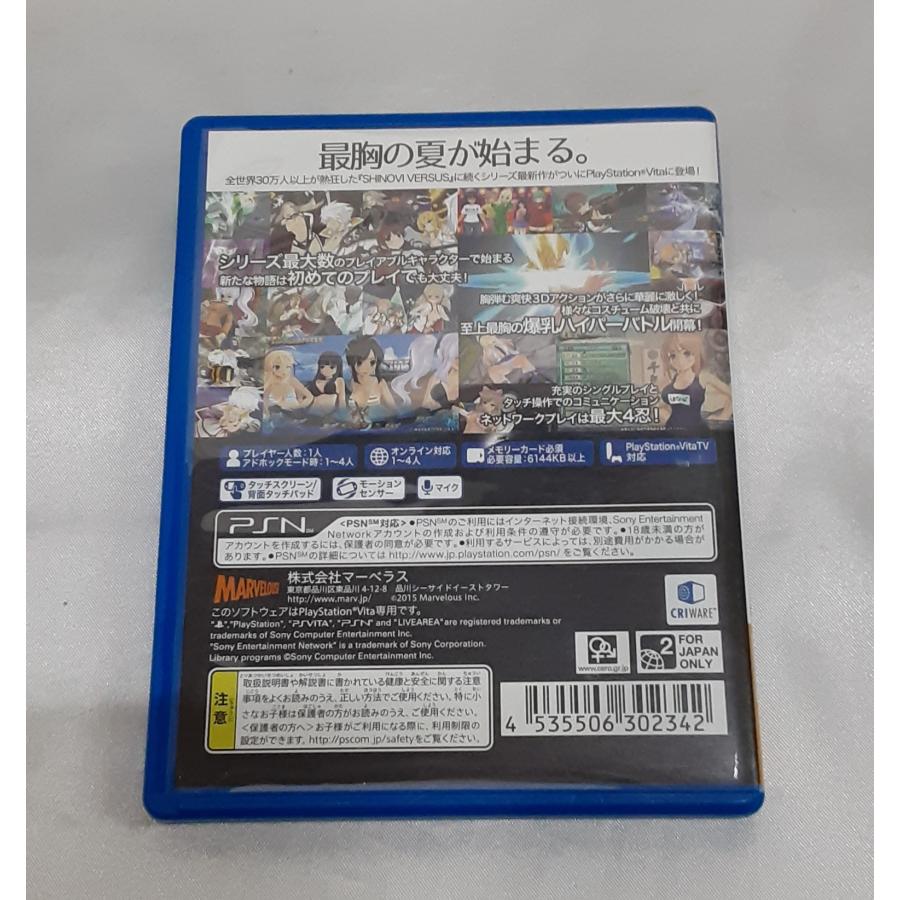 最胸の夏が始まる。
全世界30万人以上が熱狂した『SHINOVI VERSUS』に続くシリーズ最新作がついにPlayStation®Vitaに登場!
シリーズ最大数のプレイアブルキャラクターで始まる
新たな物語は初めてのプレイでも大丈夫!
胸弾む爽快3Dアクションがさらに華麗に激しく!
様々なコスチューム破壊と共に
至上最胸の爆乳ハイパーバトル開幕!
充実のシングルプレイと
タッチ操作でのコミュニケーション
ネットワークプレイは最大4忍!
プレイヤー人数:1人
アドホックモード時:1〜4人
オンライン対応
1〜4人
メモリーカード必須
必要容量:6144KB以上
PlayStation®VitaTV
対応
タッチスクリーン/
背面タッチパッド
モーション
センサー
マイク
PSN℠
<PSN℠対応> ●PSN℠のご利用にはインターネット接続環境、Sony Entertainment
Network アカウントの作成および利用条件の遵守が必要です。●18歳未満の方が
アカウントを作成するには、保護者の同意が必要です。●利用するサービスによっては、別途費用がかかる場合が
あります。●PSN℠の詳細については http://www.jp.playstation.com/psn/ をご覧ください。
MARVELOUS
株式会社マーベラス
東京都品川区東品川 4-12-8 品川シーサイドイーストタワー
http://www.marv.jp/ ©2015 Marvelous Inc.
CRIWARE
このソフトウェアはPlayStation®Vita専用です。
"PlayStation", "PSVITA", "PSN" and "LIVEAREA" are registered trademarks or
trademarks of Sony Computer Entertainment Inc.
"Sony Entertainment Network" is a trademark of Sony Corporation.
Library programs ©Sony Computer Entertainment Inc.
www.cero.gr.jp
2
FOR
JAPAN
ONLY
注意
取扱説明書や解説書に書かれている健康と安全に関する注意
事項をよくお読みのうえ、正しい方法でご使用ください。特に小
さなお子様は保護者の方がお読みのうえ、ご使用ください。
<保護者の方へ>お子様がご利用になる際に、利用制限の
設定ができます。http://pscom.jp/safetyをご覧ください。
4 535506 302342